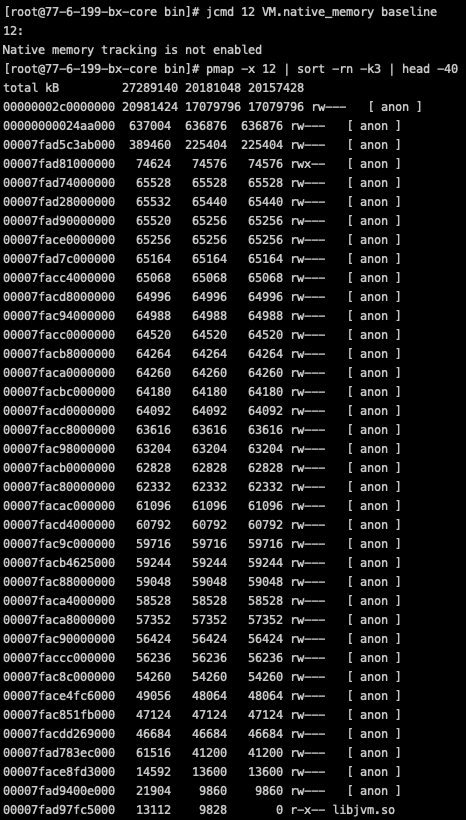 [root@77-6-199-bx-core bin]# jcmd 12 VM.native_memory baseline
12:
Native memory tracking is not enabled
[root@77-6-199-bx-core bin]# pmap -x 12 | sort -rn -k3 | head -40
total kB 27289140 20181048 20157428
00000002c0000000 20981424 17079796 17079796 rw--- [ anon ]
00000000024aa000 637004 636876 636876 rw--- [ anon ]
00007fad5c3ab000 389460 225404 225404 rw--- [ anon ]
00007fad81000000 74624 74576 74576 rwx-- [ anon ]
00007fad74000000 65528 65528 65528 rw--- [ anon ]
00007fad28000000 65532 65440 65440 rw--- [ anon ]
00007fad90000000 65520 65256 65256 rw--- [ anon ]
00007face0000000 65256 65256 65256 rw--- [ anon ]
00007fad7c000000 65164 65164 65164 rw--- [ anon ]
00007facc4000000 65068 65068 65068 rw--- [ anon ]
00007facd8000000 64996 64996 64996 rw--- [ anon ]
00007fac94000000 64988 64988 64988 rw--- [ anon ]
00007facc0000000 64520 64520 64520 rw--- [ anon ]
00007facb8000000 64264 64264 64264 rw--- [ anon ]
00007faca0000000 64260 64260 64260 rw--- [ anon ]
00007facbc000000 64180 64180 64180 rw--- [ anon ]
00007facd0000000 64092 64092 64092 rw--- [ anon ]
00007facc8000000 63616 63616 63616 rw--- [ anon ]
00007fac98000000 63204 63204 63204 rw--- [ anon ]
00007facb0000000 62828 62828 62828 rw--- [ anon ]
00007fac80000000 62332 62332 62332 rw--- [ anon ]
00007facac000000 61096 61096 61096 rw--- [ anon ]
00007facd4000000 60792 60792 60792 rw--- [ anon ]
00007fac9c000000 59716 59716 59716 rw--- [ anon ]
00007facb4625000 59244 59244 59244 rw--- [ anon ]
00007fac88000000 59048 59048 59048 rw--- [ anon ]
00007faca4000000 58528 58528 58528 rw--- [ anon ]
00007faca8000000 57352 57352 57352 rw--- [ anon ]
00007fac90000000 56424 56424 56424 rw--- [ anon ]
00007faccc000000 56236 56236 56236 rw--- [ anon ]
00007fac8c000000 54260 54260 54260 rw--- [ anon ]
00007face4fc6000 49056 48064 48064 rw--- [ anon ]
00007fac851fb000 47124 47124 47124 rw--- [ anon ]
00007facdd269000 46684 46684 46684 rw--- [ anon ]
00007fad783ec000 61516 41200 41200 rw--- [ anon ]
00007face8fd3000 14592 13600 13600 rw--- [ anon ]
00007fad9400e000 21904 9860 9860 rw--- [ anon ]
00007fad97fc5000 13112 9828 0 r-x-- libjvm.so